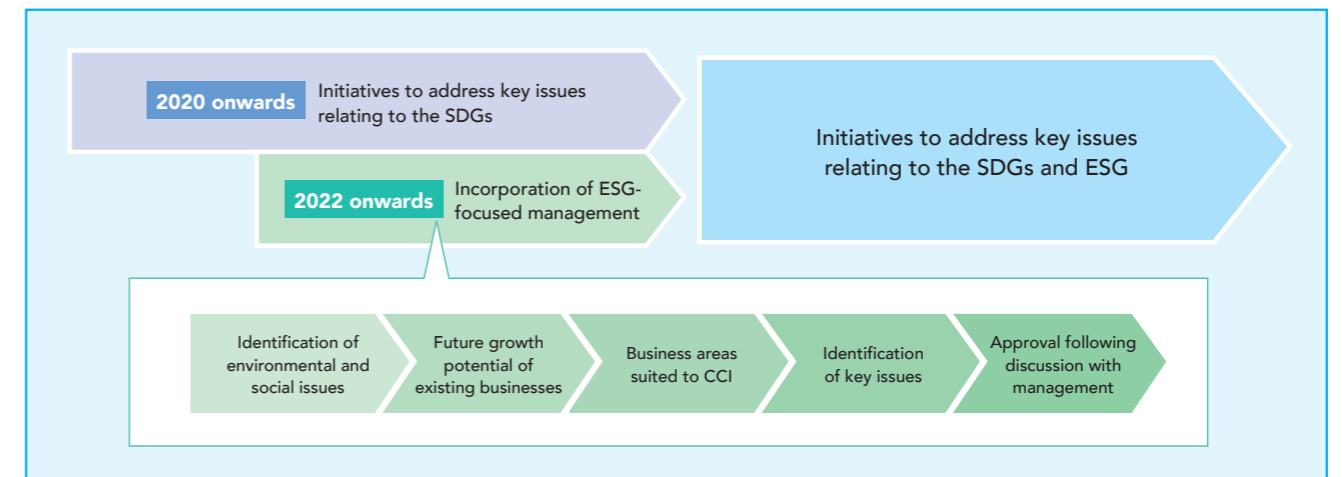 2020 onwards
Initiatives to address key issues
relating to the SDGs
2022 onwards
Incorporation of ESG-
focused management
Initiatives to address key issues
relating to the SDGs and ESG
Identification of
environmental and
social issues
Future growth
potential of
existing businesses
Business areas
suited to CCI
Identification
of key issues
Approval following
discussion with
management